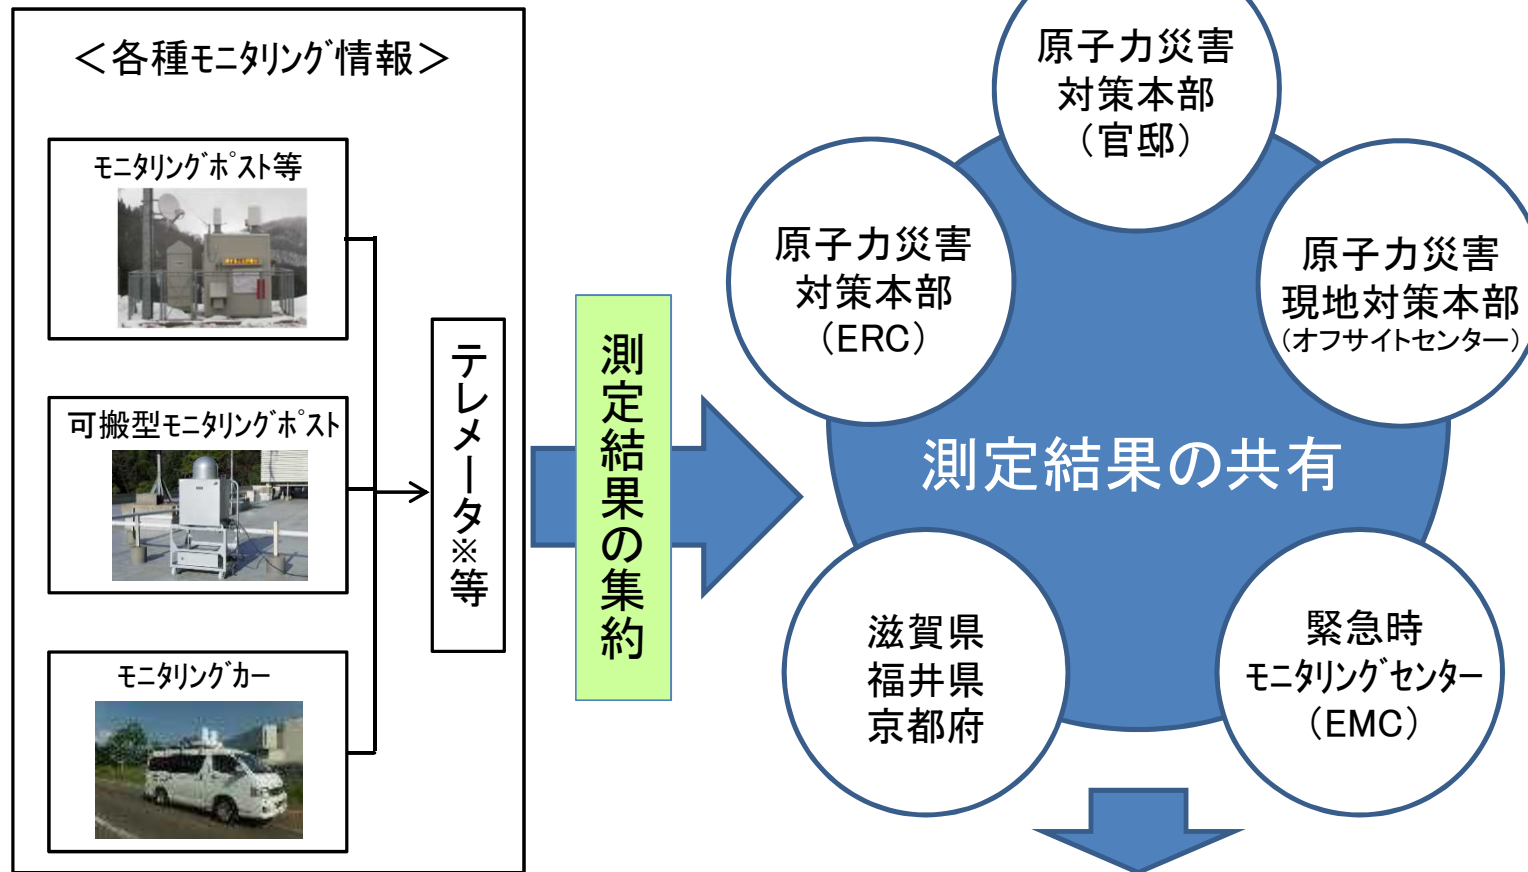 ＜各種ﾓﾆﾀﾘﾝｸﾞ情報＞
ﾓﾆﾀﾘﾝｸﾞﾎﾟｽﾄ等
可搬型ﾓﾆﾀﾘﾝｸﾞﾎﾟｽﾄ
ﾓﾆﾀﾘﾝｸﾞｶｰ
テレメータ※等
測定結果の集約
原子力災害
対策本部
（官邸）
原子力災害
対策本部
（ERC）
原子力災害
現地対策本部
（オフサイトセンター）
測定結果の共有
滋賀県
福井県
京都府
緊急時
ﾓﾆﾀﾘﾝｸﾞｾﾝﾀｰ
（EMC）